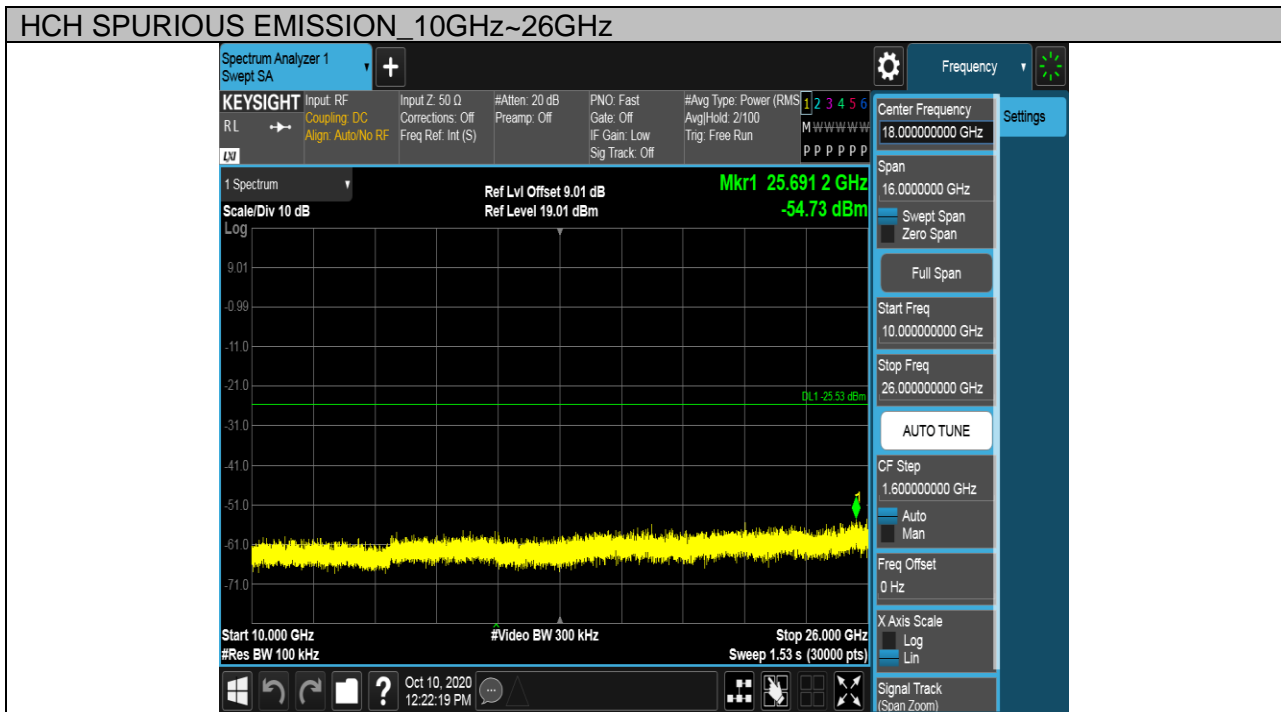 HCH SPURIOUS EMISSION_10GHz~26GHz
Spectrum Analyzer 1
Swept SA
Frequency
KEYSIGHT
RL
LXI
Input: RF
Coupling: DC
Align: Auto/No RF
Input Z: 50 Ω
Corrections: Off
Freq Ref: Int (S)
#Atten: 20 dB
Preamp: Off
PNO: Fast
Gate: Off
IF Gain: Low
Sig Track: Off
#Avg Type: Power (RMS
Avg|Hold: 2/100
Trig: Free Run
1 2 3 4 5 6
M W W W W W
P P P P P P
1 Spectrum
Scale/Div 10 dB
Log
Ref Lvl Offset 9.01 dB
Ref Level 19.01 dBm
Mkr1 25.691 2 GHz
-54.73 dBm
9.01
-0.99
-11.0
-21.0
-31.0
-41.0
-51.0
-61.0
-71.0
DL1 -25.53 dBm
1
Start 10.000 GHz
#Res BW 100 kHz
#Video BW 300 kHz
Stop 26.000 GHz
Sweep 1.53 s (30000 pts)
Center Frequency
18.000000000 GHz
Settings
Span
16.0000000 GHz
Swept Span
Zero Span
Full Span
Start Freq
10.000000000 GHz
Stop Freq
26.000000000 GHz
AUTO TUNE
CF Step
1.600000000 GHz
Auto
Man
Freq Offset
0 Hz
X Axis Scale
Log
Lin
Signal Track
(Span Zoom)
?
Oct 10, 2020
12:22:19 PM